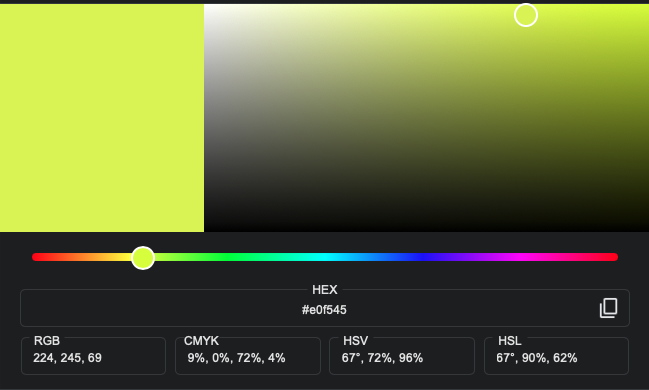 HEX
#e0f545
RGB
224, 245, 69
CMYK
9%, 0%, 72%, 4%
HSV
67°, 72%, 96%
HSL
67°, 90%, 62%